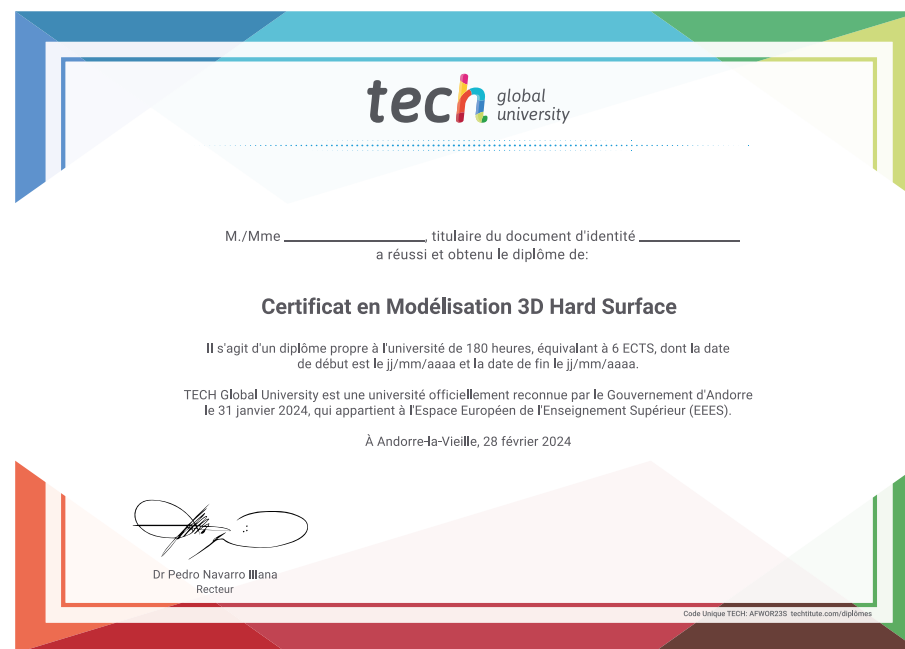 tech global university
M./Mme ____________________, titulaire du document d'identité ______________
a réussi et obtenu le diplôme de:
Certificat en Modélisation 3D Hard Surface
Il s'agit d'un diplôme propre à l'université de 180 heures, équivalant à 6 ECTS, dont la date
de début est le jj/mm/aaaa et la date de fin le jj/mm/aaaa.
TECH Global University est une université officiellement reconnue par le Gouvernement d'Andorre
le 31 janvier 2024, qui appartient à l'Espace Européen de l'Enseignement Supérieur (EEES).
À Andorre-la-Vieille, 28 février 2024
Dr Pedro Navarro Illana
Recteur
Code Unique TECH: AFWOR23S techtitute.com/diplômes